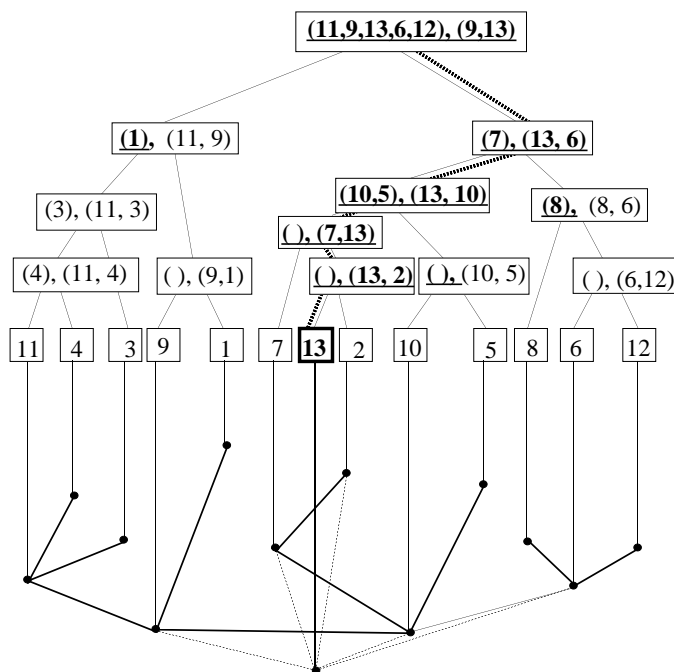 (11,9,13,6,12), (9,13)
(1), (11, 9)
(7), (13, 6)
(10,5), (13, 10)
(3), (11, 3)
(8), (8, 6)
( ), (7,13)
(4), (11, 4)
( ), (9,1)
( ), (13, 2)
( ), (10, 5)
( ), (6,12)
11 4 3 9 1 7 13 2 10 5 8 6 12